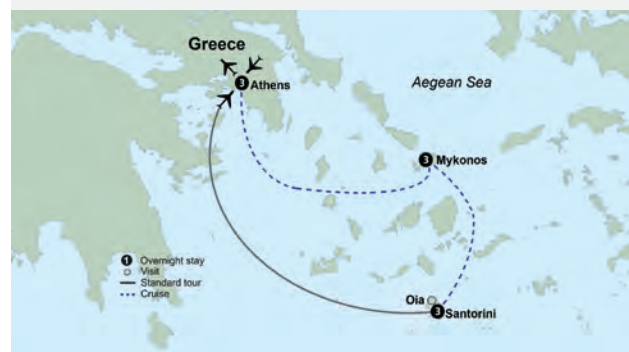 Greece
Aegean Sea
3 Athens
3 Mykonos
1 Overnight stay
Visit
Standard tour
Cruise
Oia
3 Santorini